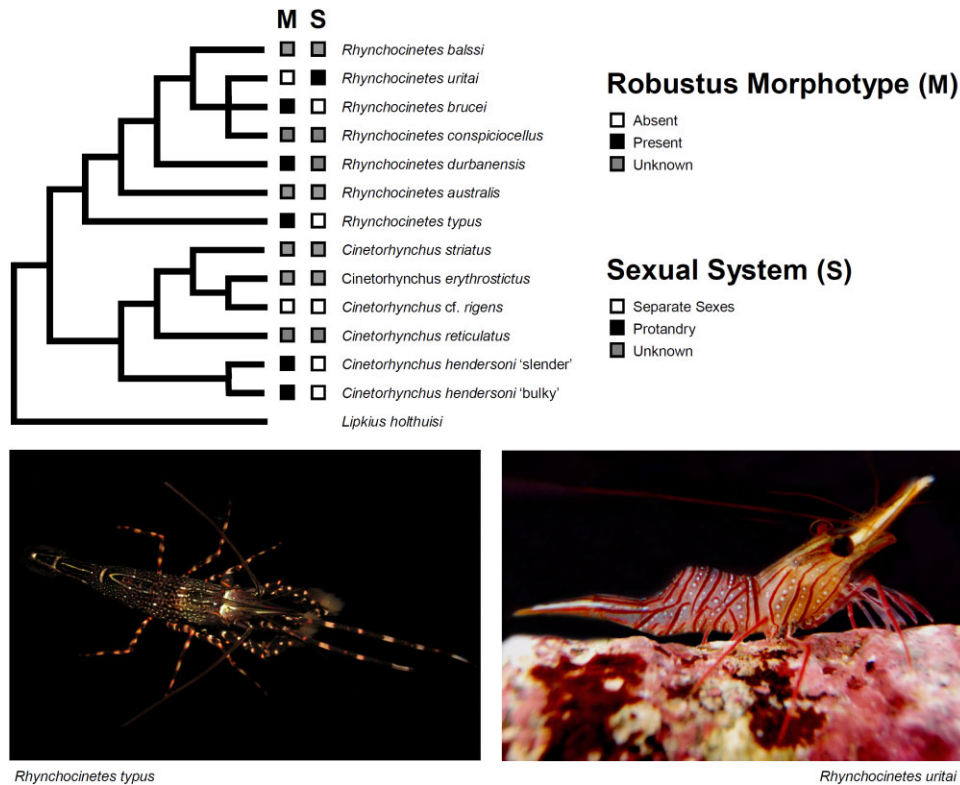 M S
Rhynchocinetes balssi
Rhynchocinetes uritai
Rhynchocinetes brucei
Rhynchocinetes conspiciocellus
Rhynchocinetes durbanensis
Rhynchocinetes australis
Rhynchocinetes typus
Cinetorhynchus striatus
Cinetorhynchus erythrostictus
Cinetorhynchus cf. rigens
Cinetorhynchus reticulatus
Cinetorhynchus hendersoni ‘slender’
Cinetorhynchus hendersoni ‘bulky’
Lipkius holthuisi
Robustus Morphotype (M)
Absent
Present
Unknown
Sexual System (S)
Separate Sexes
Protandry
Unknown
Rhynchocinetes typus
Rhynchocinetes uritai